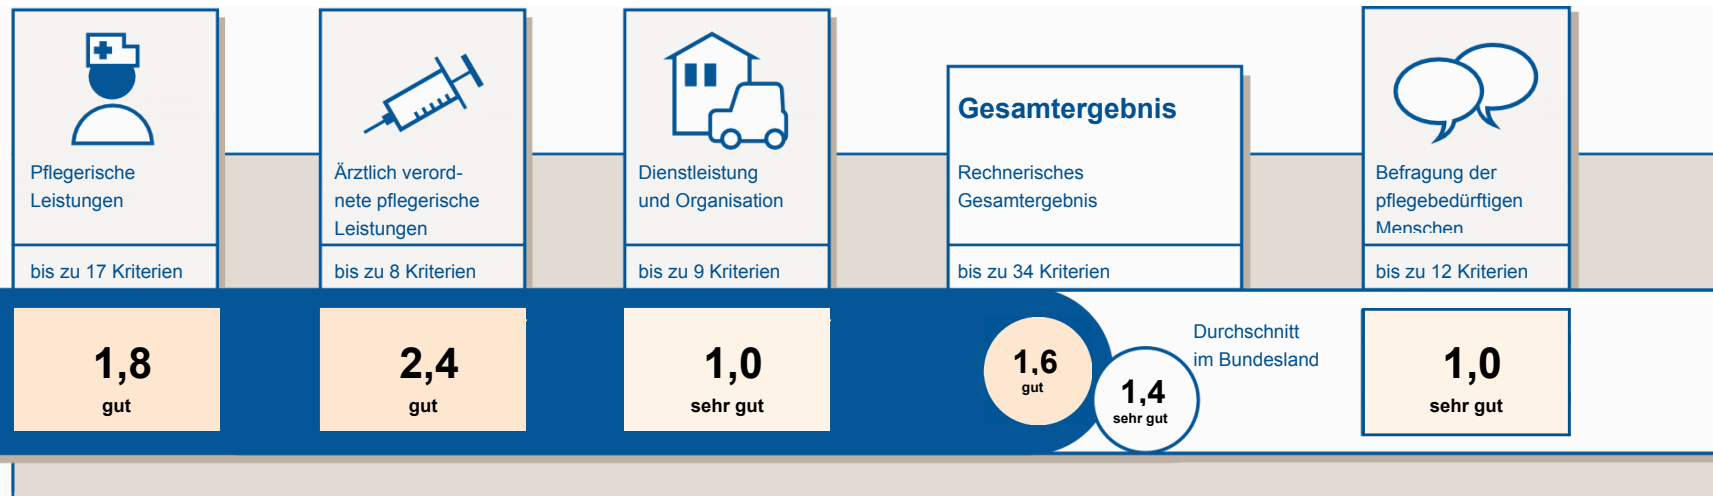 Pflegerische
Leistungen
bis zu 17 Kriterien
1,8
gut
Ärztlich verord-
nete pflegerische
Leistungen
bis zu 8 Kriterien
2,4
gut
Dienstleistung
und Organisation
bis zu 9 Kriterien
1,0
sehr gut
Gesamtergebnis
Rechnerisches
Gesamtergebnis
bis zu 34 Kriterien
1,6
gut
1,4
sehr gut
Durchschnitt
im Bundesland
Befragung der
pflegebedürftigen
Menschen
bis zu 12 Kriterien
1,0
sehr gut